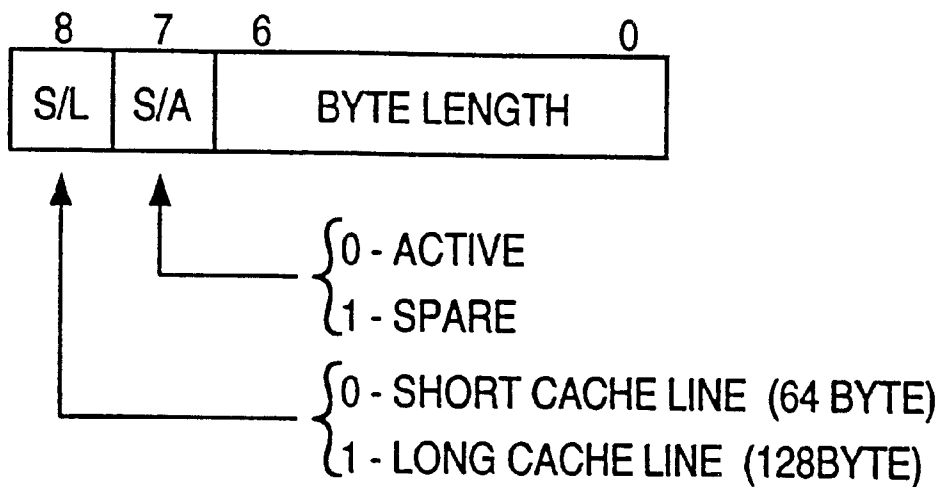 8 7 6 0
S/L S/A BYTE LENGTH
0 - ACTIVE
1 - SPARE
0 - SHORT CACHE LINE (64 BYTE)
1 - LONG CACHE LINE (128BYTE)